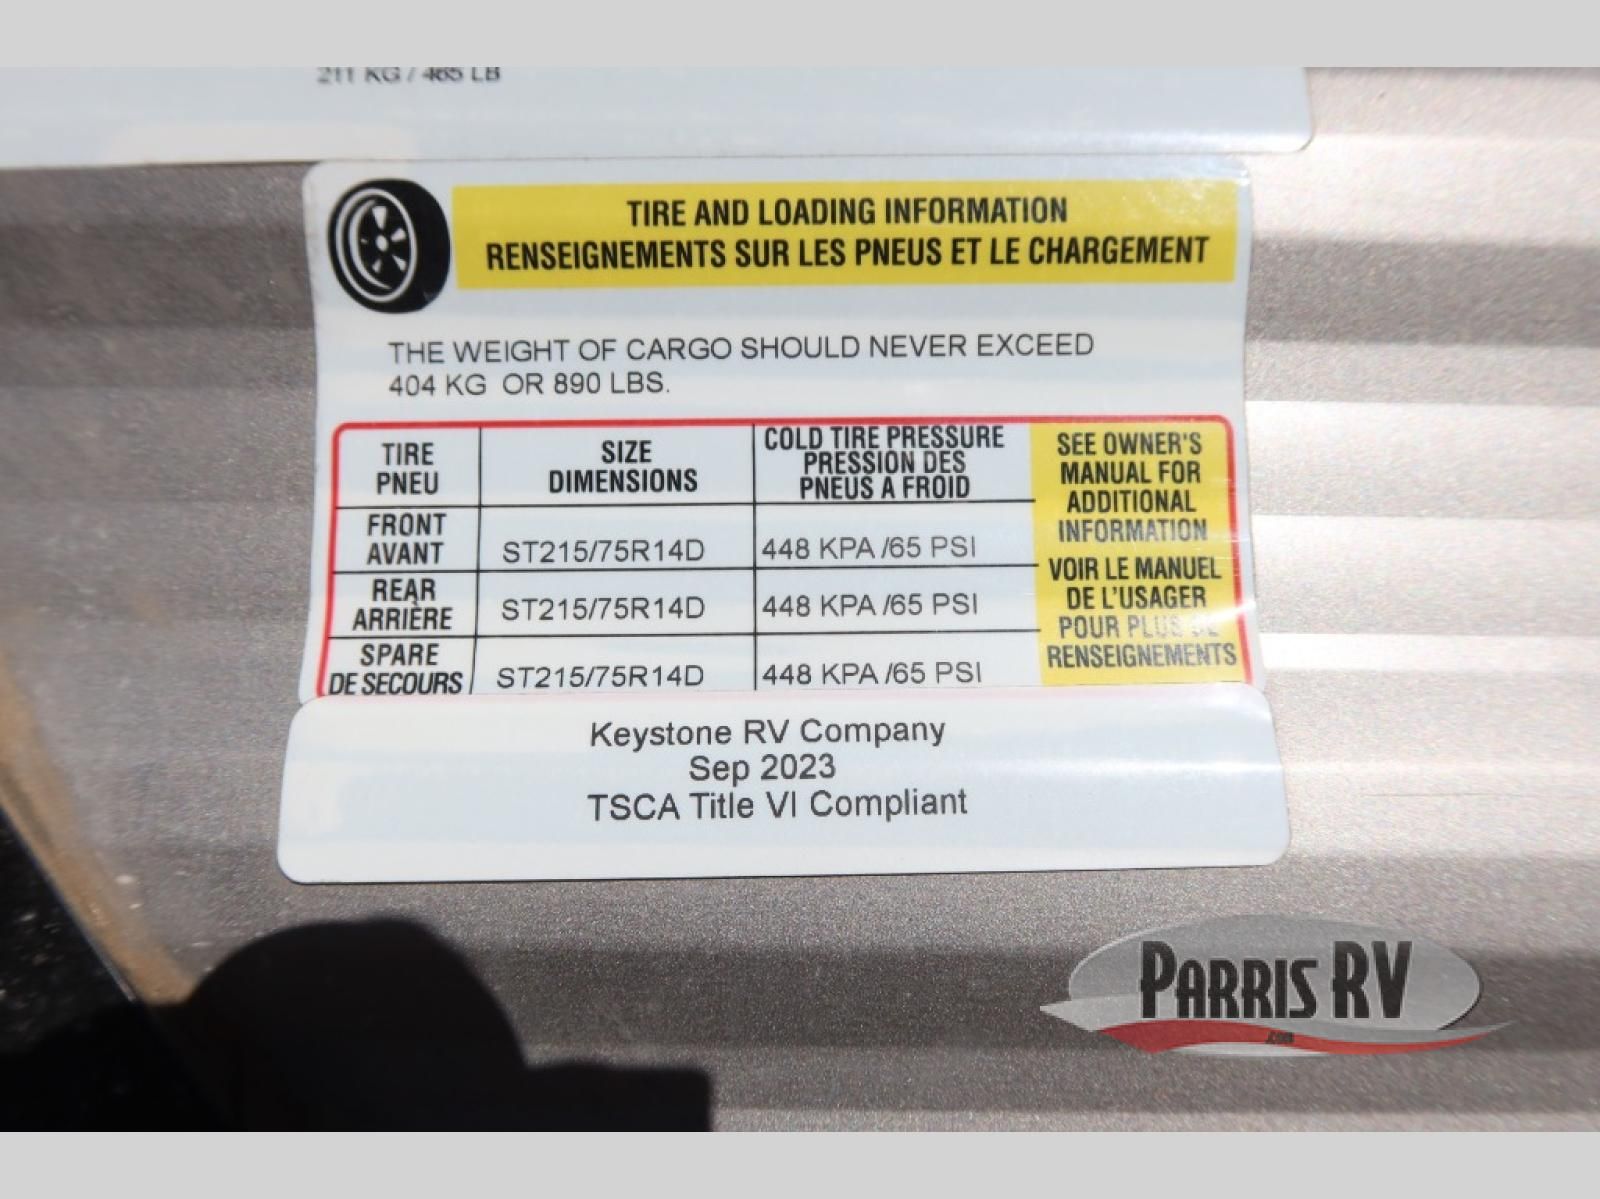 211 KG / 465 LB
TIRE AND LOADING INFORMATION
RENSEIGNEMENTS SUR LES PNEUS ET LE CHARGEMENT
THE WEIGHT OF CARGO SHOULD NEVER EXCEED
404 KG OR 890 LBS.
TIRE
PNEU
SIZE
DIMENSIONS
COLD TIRE PRESSURE
PRESSION DES
PNEUS A FROID
FRONT
AVANT
ST215/75R14D
448 KPA /65 PSI
REAR
ARRIÈRE
ST215/75R14D
448 KPA /65 PSI
SPARE
DE SECOURS
ST215/75R14D
448 KPA /65 PSI
SEE OWNER'S
MANUAL FOR
ADDITIONAL
INFORMATION
VOIR LE MANUEL
DE L'USAGER
POUR PLUS DE
RENSEIGNEMENTS
Keystone RV Company
Sep 2023
TSCA Title VI Compliant
PARRIS RV
.com